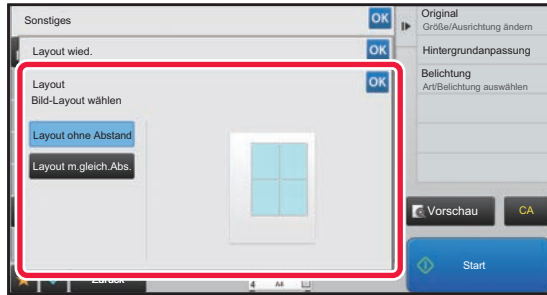 Sonstiges
OK
Layout wied.
OK
Layout
OK
Bild-Layout wählen
Layout ohne Abstand
Layout m.gleich.Abs.
Zurück
4
A4
Original
Größe/Ausrichtung ändern
Hintergrundanpassung
Belichtung
Art/Belichtung auswählen
Vorschau
CA
Start